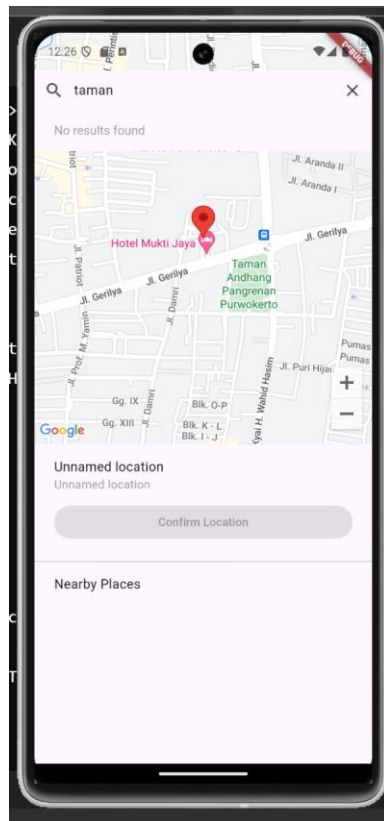 12:26
DEBUG
taman
No results found
Jl. Aranda II
Jl. Aranda I
Jl. Patriot
Hotel Mukti Jaya
Jl. Gerilya
Jl. Gerilya
Jl. Gerilya
Taman
Andhang
Pangrenan
Purwokerto
Jl. Damri
Jl. Prof. M. Yamin
Jl. Puri Hijau
Kyai H. Wahid Hasim
Gg. IX
Jl. Damri
Blk. O-P
Gg. XIII
Blk. K - L
Blk. I - J
+
−
Google
Unnamed location
Unnamed location
Confirm Location
Nearby Places